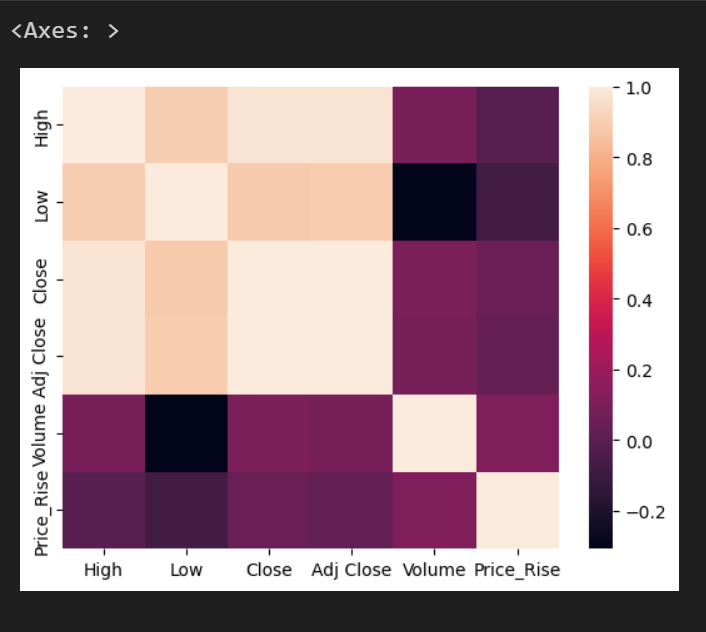 <Axes: >
High
Low
Close
Adj Close
Volume
Price_Rise
High Low Close Adj Close Volume Price_Rise
1.0
0.8
0.6
0.4
0.2
0.0
−0.2